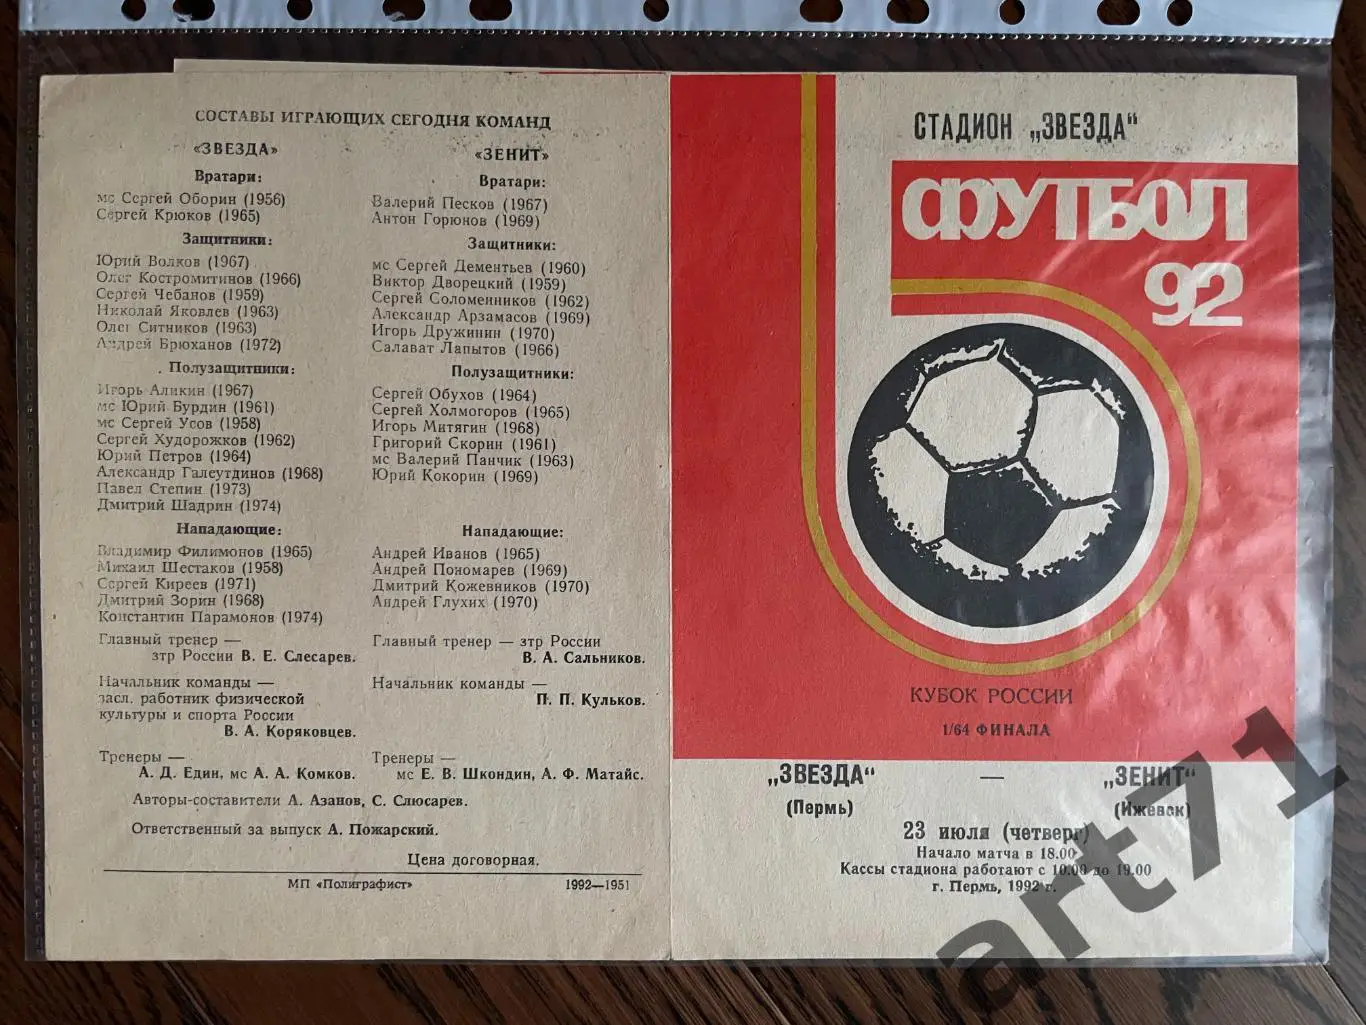 СОСТАВЫ ИГРАЮЩИХ СЕГОДНЯ КОМАНД
«ЗВЕЗДА»
Вратари:
мс Сергей Оборин (1956)
Сергей Крюков (1965)
Защитники:
Юрий Волков (1967)
Олег Костромитинов (1966)
Сергей Чебанов (1959)
Николай Яковлев (1963)
Олег Ситников (1963)
Андрей Брюханов (1972)
Полузащитники:
Игорь Аликин (1967)
мс Юрий Бурдин (1961)
мс Сергей Усов (1958)
Сергей Худорожков (1962)
Юрий Петров (1964)
Александр Галеутдинов (1968)
Павел Степин (1973)
Дмитрий Шадрин (1974)
Нападающие:
Владимир Филимонов (1965)
Михаил Шестаков (1958)
Сергей Киреев (1971)
Дмитрий Зорин (1968)
Константин Парамонов (1974)
Главный тренер —
зтр России В. Е. Слесарев.
Начальник команды —
засл. работник физической
культуры и спорта России
В. А. Коряковцев.
Тренеры —
А. Д. Един, мс А. А. Комков.
«ЗЕНИТ»
Вратари:
Валерий Песков (1967)
Антон Горюнов (1969)
Защитники:
мс Сергей Дементьев (1960)
Виктор Дворецкий (1959)
Сергей Соломенников (1962)
Александр Арзамасов (1969)
Игорь Дружинин (1970)
Салават Лапытов (1966)
Полузащитники:
Сергей Обухов (1964)
Сергей Холмогоров (1965)
Игорь Митягин (1968)
Григорий Скорин (1961)
мс Валерий Панчик (1963)
Юрий Кокорин (1969)
Нападающие:
Андрей Иванов (1965)
Андрей Пономарев (1969)
Дмитрий Кожевников (1970)
Андрей Глухих (1970)
Главный тренер — зтр России
В. А. Сальников.
Начальник команды —
П. П. Кульков.
Тренеры —
мс Е. В. Шкондин, А. Ф. Матайс.
Авторы-составители А. Азанов, С. Слюсарев.
Ответственный за выпуск А. Пожарский.
Цена договорная.
МП «Полиграфист» 1992—1951
СТАДИОН „ЗВЕЗДА“
ФУТБОЛ
92
КУБОК РОССИИ
1/64 ФИНАЛА
„ЗВЕЗДА“ — „ЗЕНИТ“
(Пермь) (Ижевск)
23 июля (четверг)
Начало матча в 18.00
Кассы стадиона работают с 10.00 до 19.00
г. Пермь, 1992 г.
art71